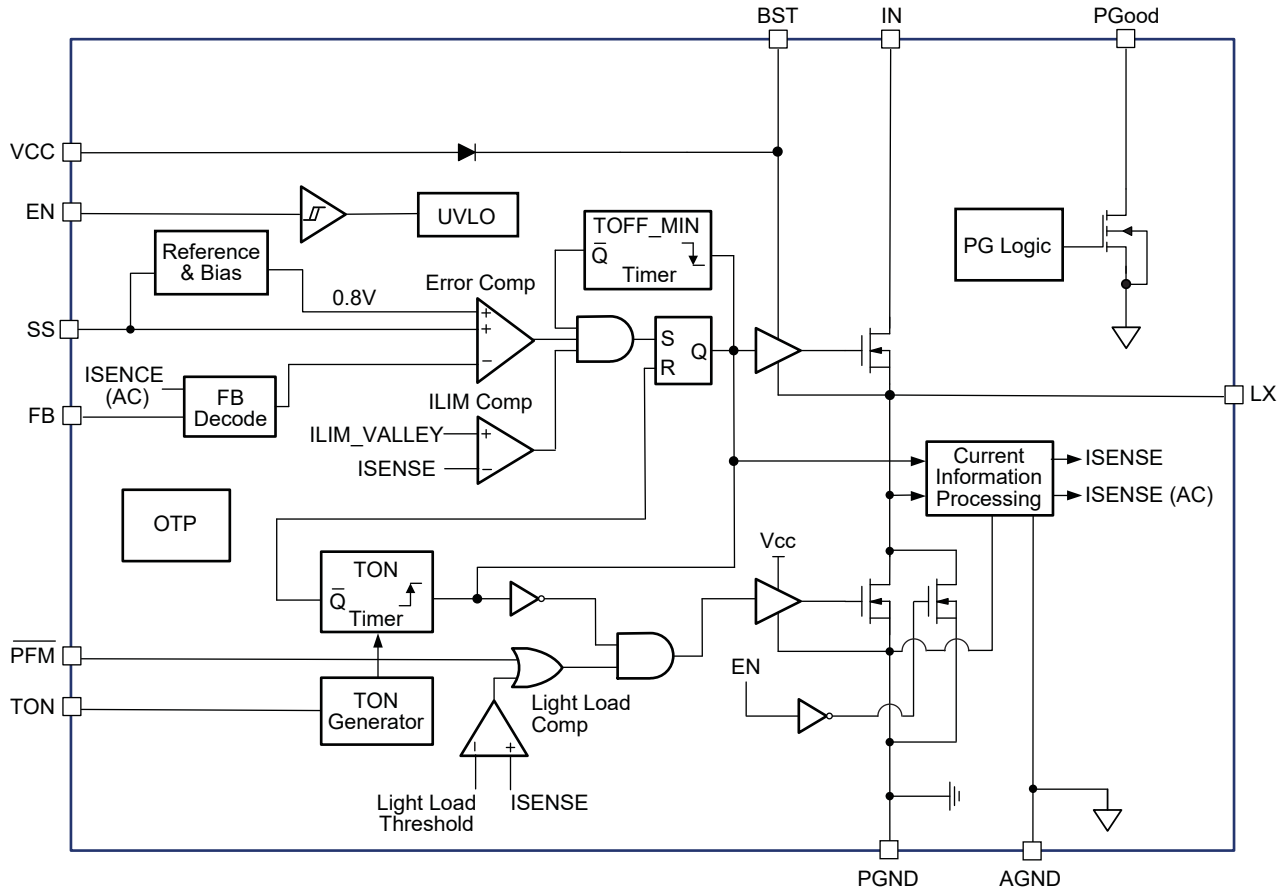 BST
IN
PGood
VCC
EN
UVLO
TOFF_MIN
Q̅
Timer
PG Logic
Reference
& Bias
Error Comp
0.8V
+
+
−
SS
S
R
Q
ISENCE
(AC)
FB
Decode
FB
LX
ILIM Comp
ILIM_VALLEY
+
ISENSE
−
Current
Information
Processing
ISENSE
ISENSE (AC)
OTP
Vcc
TON
Q̅
Timer
P̅F̅M̅
EN
TON
TON
Generator
Light Load
Comp
−
+
Light Load
Threshold
ISENSE
PGND
AGND